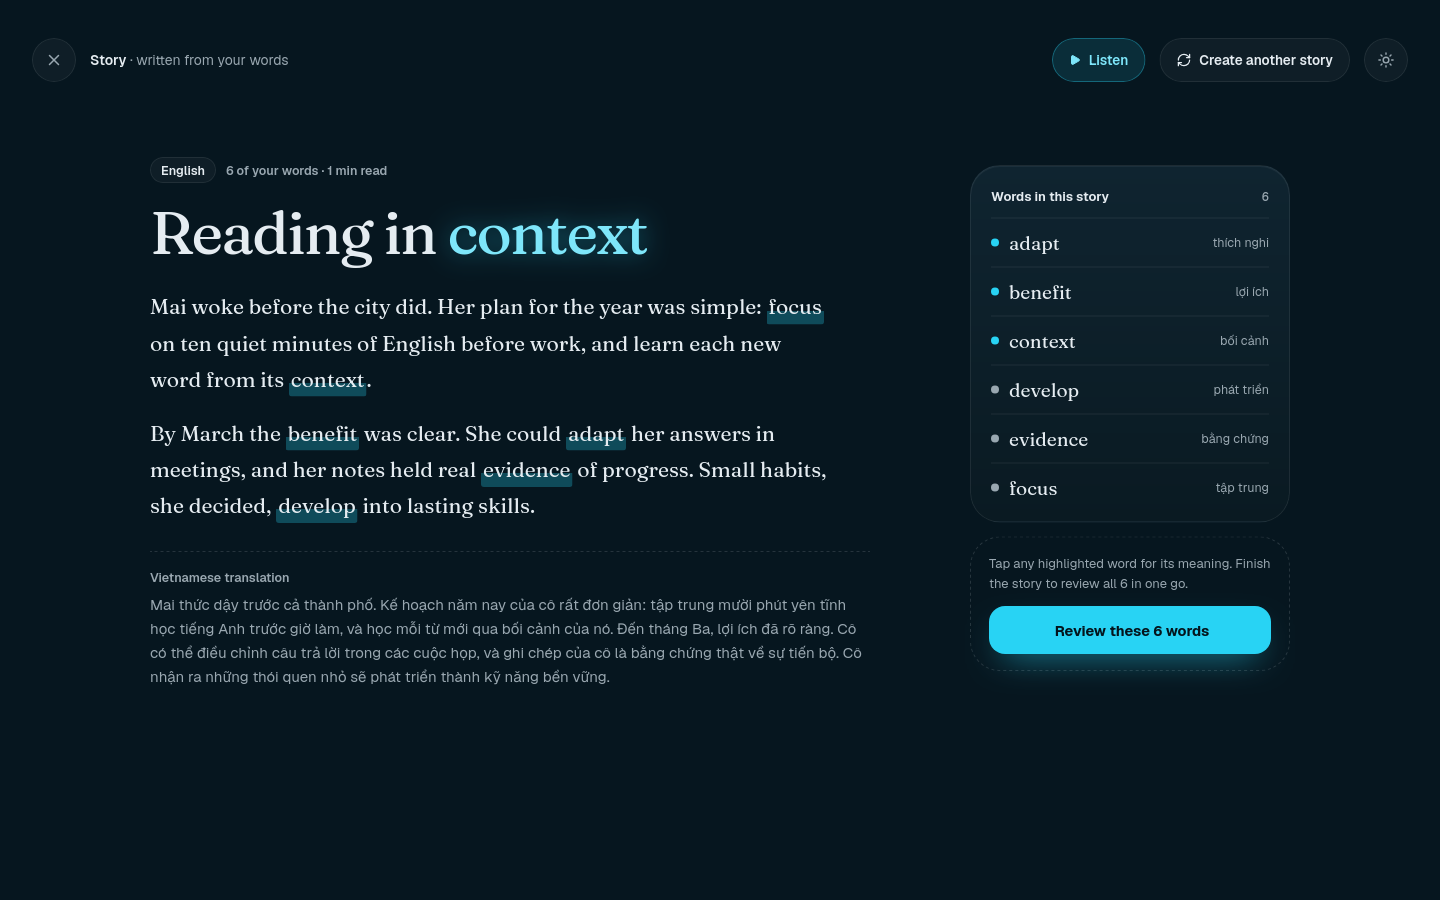 Story · written from your words
Listen
Create another story
English
6 of your words · 1 min read
Reading in context
Mai woke before the city did. Her plan for the year was simple: focus
on ten quiet minutes of English before work, and learn each new
word from its context.
By March the benefit was clear. She could adapt her answers in
meetings, and her notes held real evidence of progress. Small habits,
she decided, develop into lasting skills.
Vietnamese translation
Mai thức dậy trước cả thành phố. Kế hoạch năm nay của cô rất đơn giản: tập trung mười phút yên tĩnh
học tiếng Anh trước giờ làm, và học mỗi từ mới qua bối cảnh của nó. Đến tháng Ba, lợi ích đã rõ ràng. Cô
có thể điều chỉnh câu trả lời trong các cuộc họp, và ghi chép của cô là bằng chứng thật về sự tiến bộ. Cô
nhận ra những thói quen nhỏ sẽ phát triển thành kỹ năng bền vững.
Words in this story 6
adapt thích nghi
benefit lợi ích
context bối cảnh
develop phát triển
evidence bằng chứng
focus tập trung
Tap any highlighted word for its meaning. Finish
the story to review all 6 in one go.
Review these 6 words